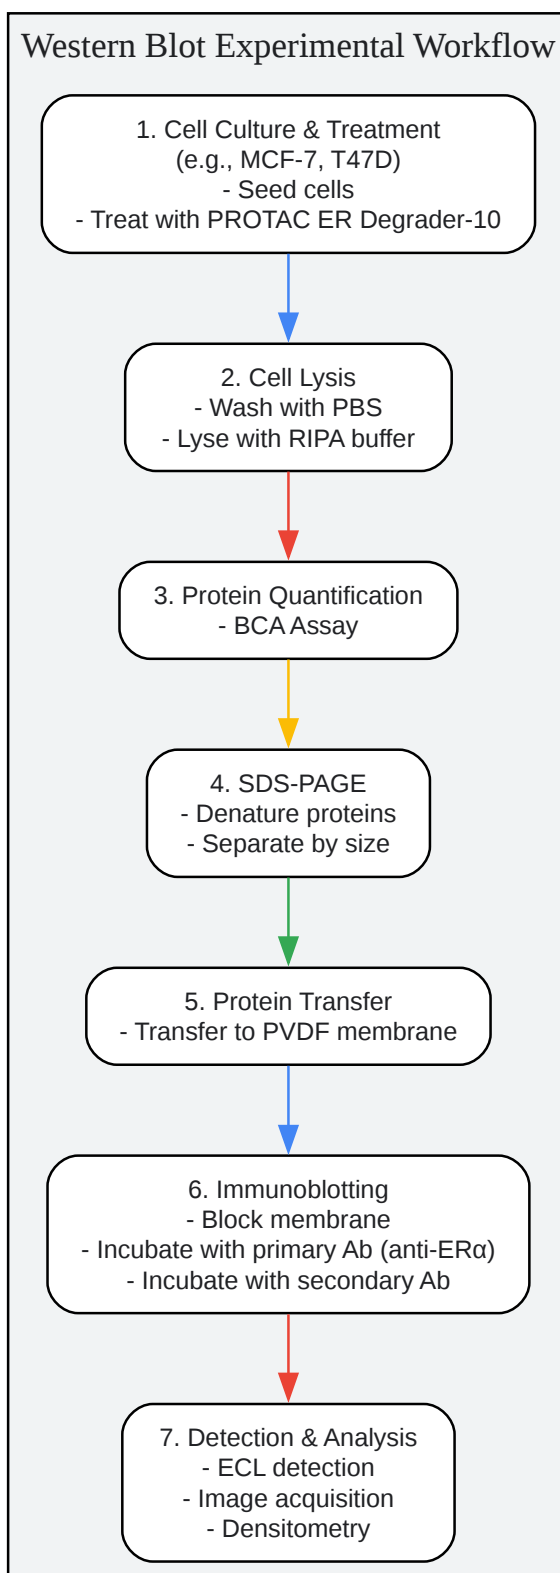 Western Blot Experimental Workflow
1. Cell Culture & Treatment
(e.g., MCF-7, T47D)
- Seed cells
- Treat with PROTAC ER Degrader-10
2. Cell Lysis
- Wash with PBS
- Lyse with RIPA buffer
3. Protein Quantification
- BCA Assay
4. SDS-PAGE
- Denature proteins
- Separate by size
5. Protein Transfer
- Transfer to PVDF membrane
6. Immunoblotting
- Block membrane
- Incubate with primary Ab (anti-ERα)
- Incubate with secondary Ab
7. Detection & Analysis
- ECL detection
- Image acquisition
- Densitometry